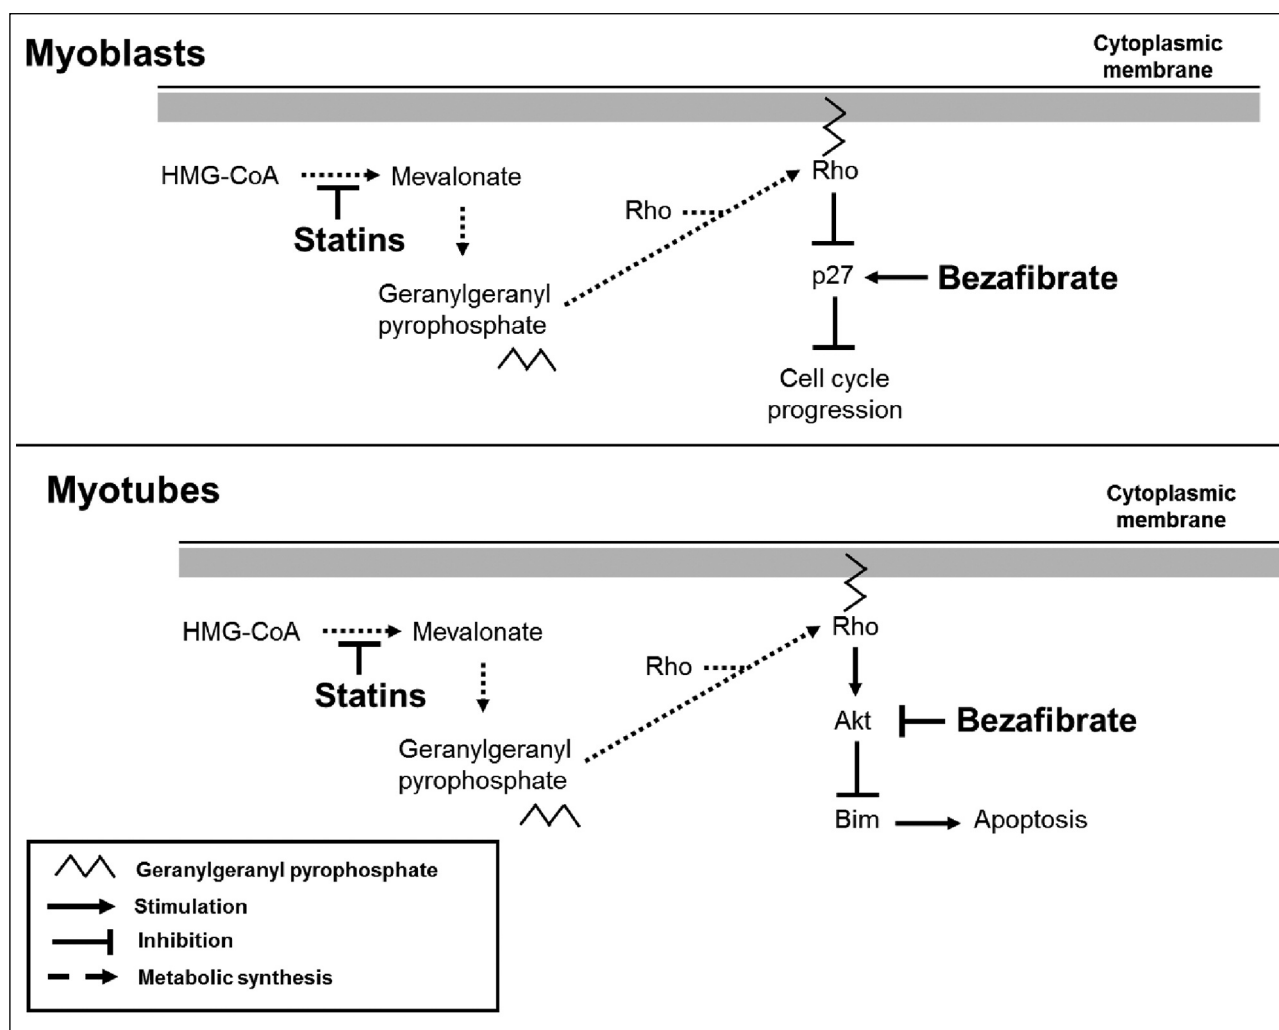 Myoblasts
Cytoplasmic
membrane
HMG-CoA
Mevalonate
Statins
Rho
Rho
Geranylgeranyl
pyrophosphate
p27
Bezafibrate
Cell cycle
progression
Myotubes
Cytoplasmic
membrane
HMG-CoA
Mevalonate
Statins
Rho
Rho
Geranylgeranyl
pyrophosphate
Akt
Bezafibrate
Bim
Apoptosis
Geranylgeranyl pyrophosphate
Stimulation
Inhibition
Metabolic synthesis